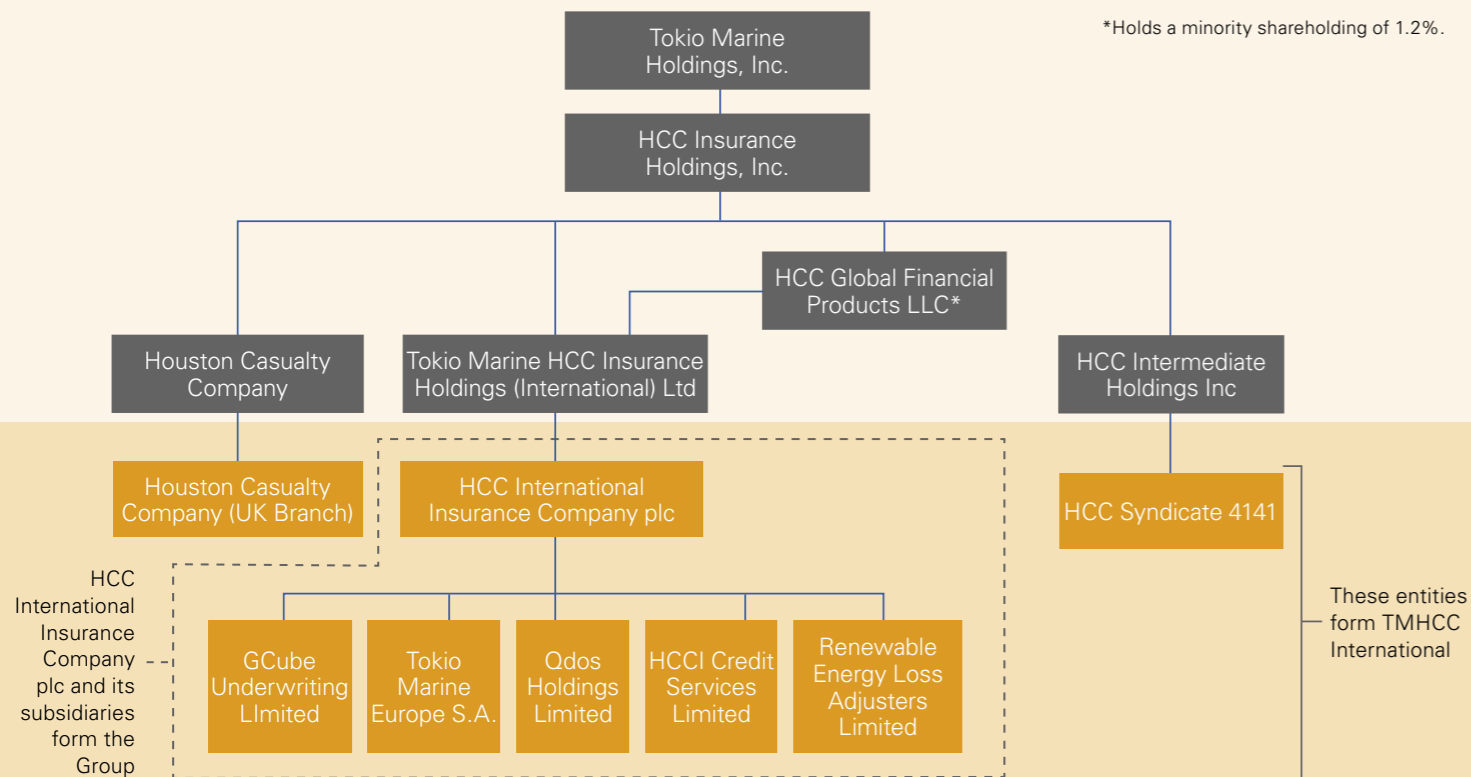 *Holds a minority shareholding of 1.2%.
Tokio Marine
Holdings, Inc.
HCC Insurance
Holdings, Inc.
HCC Global Financial
Products LLC*
Houston Casualty
Company
Tokio Marine HCC Insurance
Holdings (International) Ltd
HCC Intermediate
Holdings Inc
Houston Casualty
Company (UK Branch)
HCC International
Insurance Company plc
HCC Syndicate 4141
HCC
International
Insurance
Company
plc and its
subsidiaries
form the
Group
GCube
Underwriting
LImited
Tokio
Marine
Europe S.A.
Qdos
Holdings
Limited
HCCI Credit
Services
Limited
Renewable
Energy Loss
Adjusters
Limited
These entities
form TMHCC
International